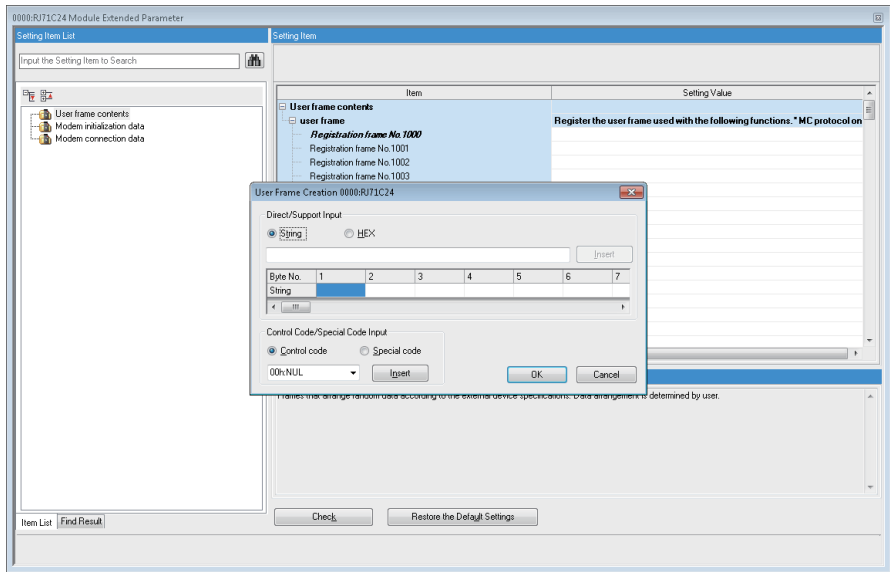 0000:RJ71C24 Module Extended Parameter
Setting Item List
Setting Item
Input the Setting Item to Search
Item
Setting Value
User frame contents
Modem initialization data
Modem connection data
User frame contents
user frame
Register the user frame used with the following functions. * MC protocol on
Registration frame No.1000
Registration frame No.1001
Registration frame No.1002
Registration frame No.1003
User Frame Creation 0000:RJ71C24
Direct/Support Input
String
HEX
Insert
Byte No. 1 2 3 4 5 6 7
String
Control Code/Special Code Input
Control code
Special code
00h:NUL
Insert
OK
Cancel
Frames that arrange random data according to the external device specifications. Data arrangement is determined by user.
Item List
Find Result
Check
Restore the Default Settings